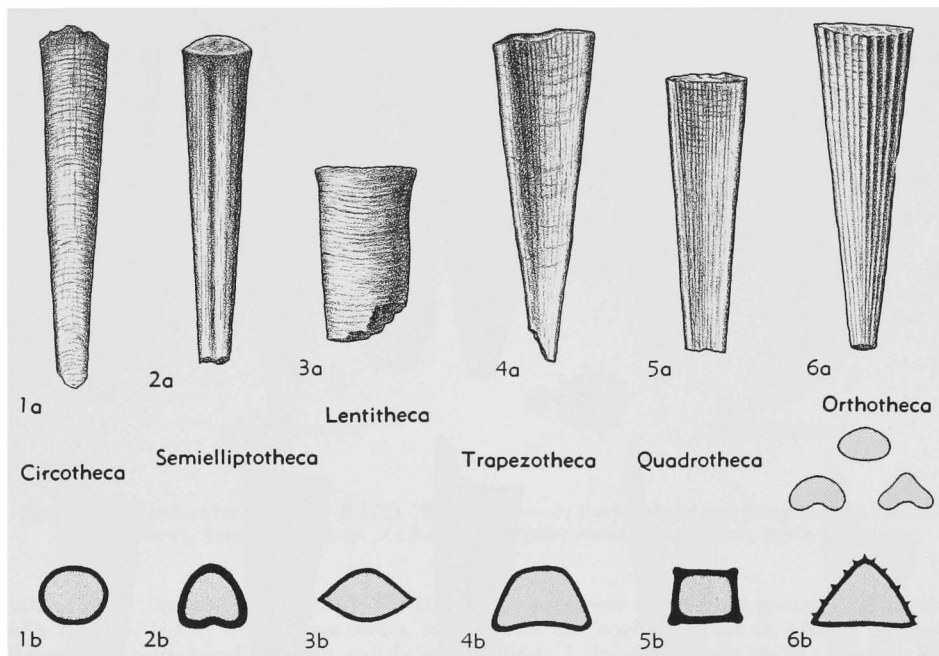 1a
2a
3a
4a
5a
6a
Circotheca
Semielliptotheca
Lentitheca
Trapezotheca
Quadrotheca
Orthotheca
1b
2b
3b
4b
5b
6b